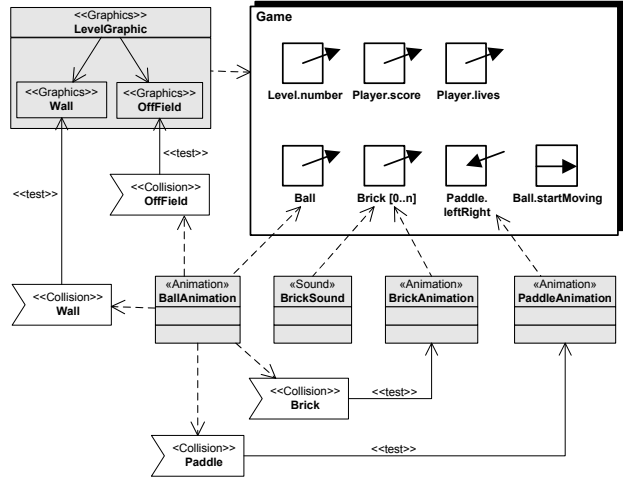 <<Graphics>>
LevelGraphic
<<Graphics>>
Wall
<<Graphics>>
OffField
Game
Level.number
Player.score
Player.lives
Ball
Brick [0..n]
Paddle.
leftRight
Ball.startMoving
<<test>>
<<test>>
<<Collision>>
OffField
<<Collision>>
Wall
«Animation»
BallAnimation
«Sound»
BrickSound
«Animation»
BrickAnimation
«Animation»
PaddleAnimation
<<Collision>>
Brick
<<test>>
<Collision>>
Paddle
<<test>>